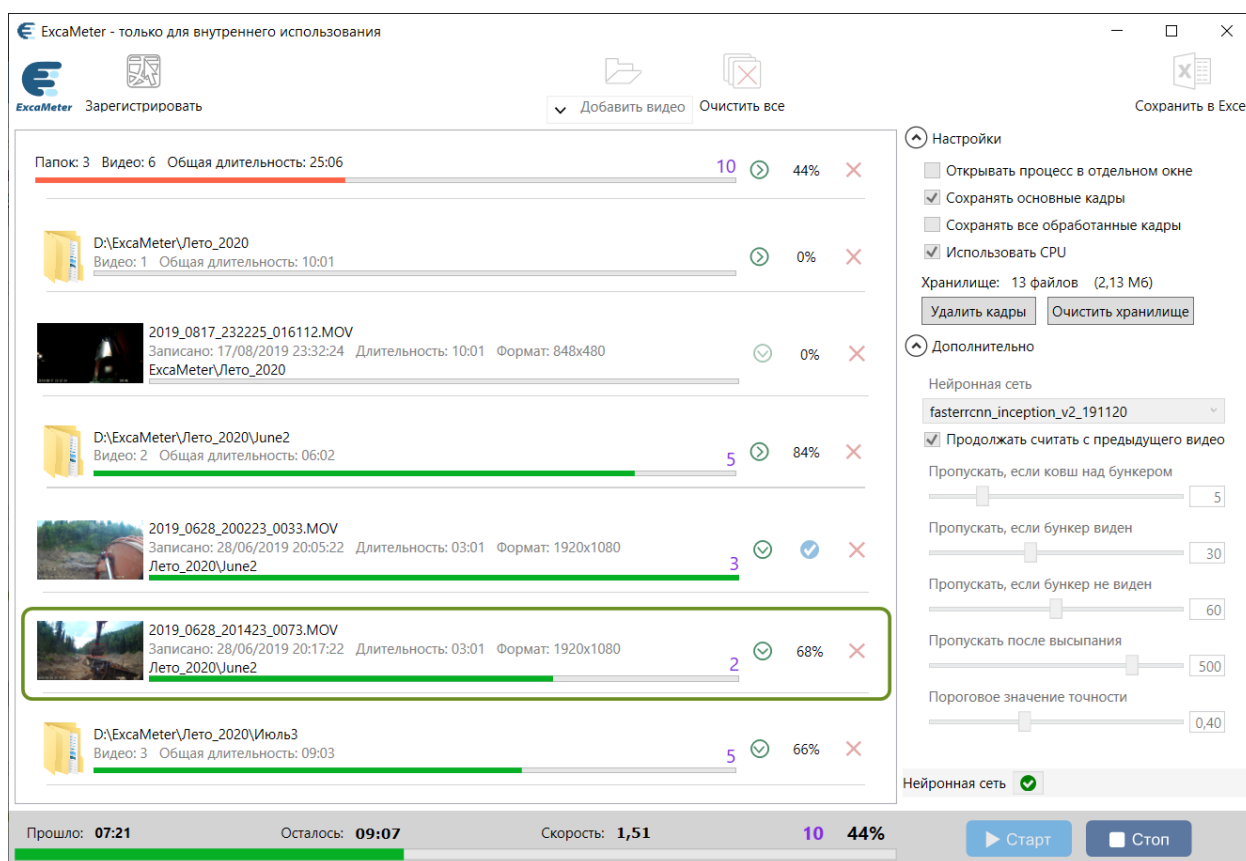 ExcaMeter - только для внутреннего использования
ExcaMeter
Зарегистрировать
Добавить видео
Очистить все
Сохранить в Exce
Папок: 3 Видео: 6 Общая длительность: 25:06
10
44%
D:\ExcaMeter\Лето_2020
Видео: 1 Общая длительность: 10:01
0%
2019_0817_232225_016112.MOV
Записано: 17/08/2019 23:32:24 Длительность: 10:01 Формат: 848x480
ExcaMeter\Лето_2020
0%
D:\ExcaMeter\Лето_2020\June2
Видео: 2 Общая длительность: 06:02
5
84%
2019_0628_200223_0033.MOV
Записано: 28/06/2019 20:05:22 Длительность: 03:01 Формат: 1920x1080
Лето_2020\June2
3
2019_0628_201423_0073.MOV
Записано: 28/06/2019 20:17:22 Длительность: 03:01 Формат: 1920x1080
Лето_2020\June2
2
68%
D:\ExcaMeter\Лето_2020\Июль3
Видео: 3 Общая длительность: 09:03
5
66%
Настройки
Открывать процесс в отдельном окне
Сохранять основные кадры
Сохранять все обработанные кадры
Использовать CPU
Хранилище: 13 файлов (2,13 Мб)
Удалить кадры
Очистить хранилище
Дополнительно
Нейронная сеть
fasterrcnn_inception_v2_191120
Продолжать считать с предыдущего видео
Пропускать, если ковш над бункером
5
Пропускать, если бункер виден
30
Пропускать, если бункер не виден
60
Пропускать после высыпания
500
Пороговое значение точности
0,40
Нейронная сеть
Прошло: 07:21
Осталось: 09:07
Скорость: 1,51
10
44%
Старт
Стоп